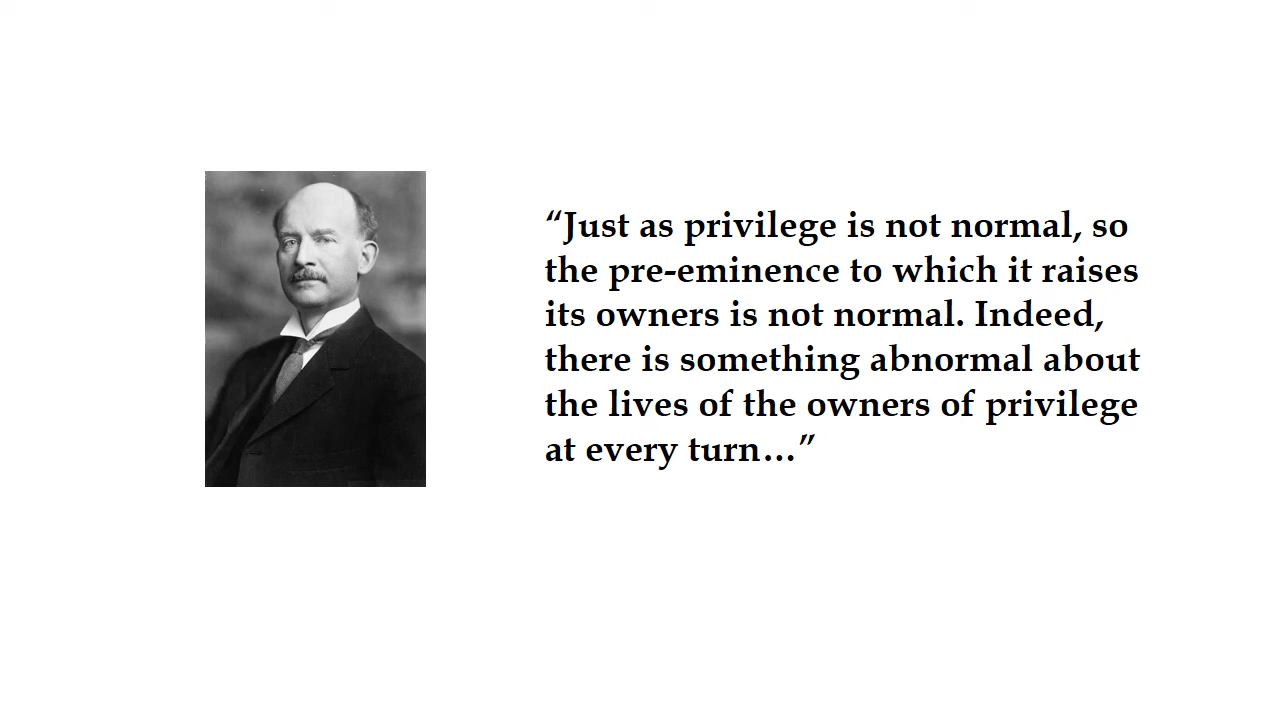 “Just as privilege is not normal, so
the pre-eminence to which it raises
its owners is not normal. Indeed,
there is something abnormal about
the lives of the owners of privilege
at every turn…”